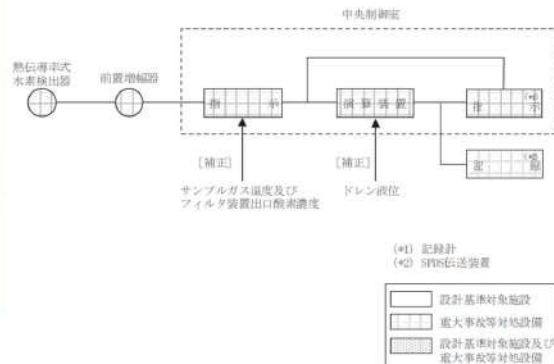 中央制御室
熱伝導率式
水素検出器
前置増幅器
指 示
演 算 装 置
指 示
記 録
[補正]
[補正]
サンプルガス温度及び
フィルタ装置出口酸素濃度
ドレン液位
(*1) 記録計
(*2) SPDS伝送装置
設計基準対象施設
重大事故等対処設備
設計基準対象施設及び
重大事故等対処設備